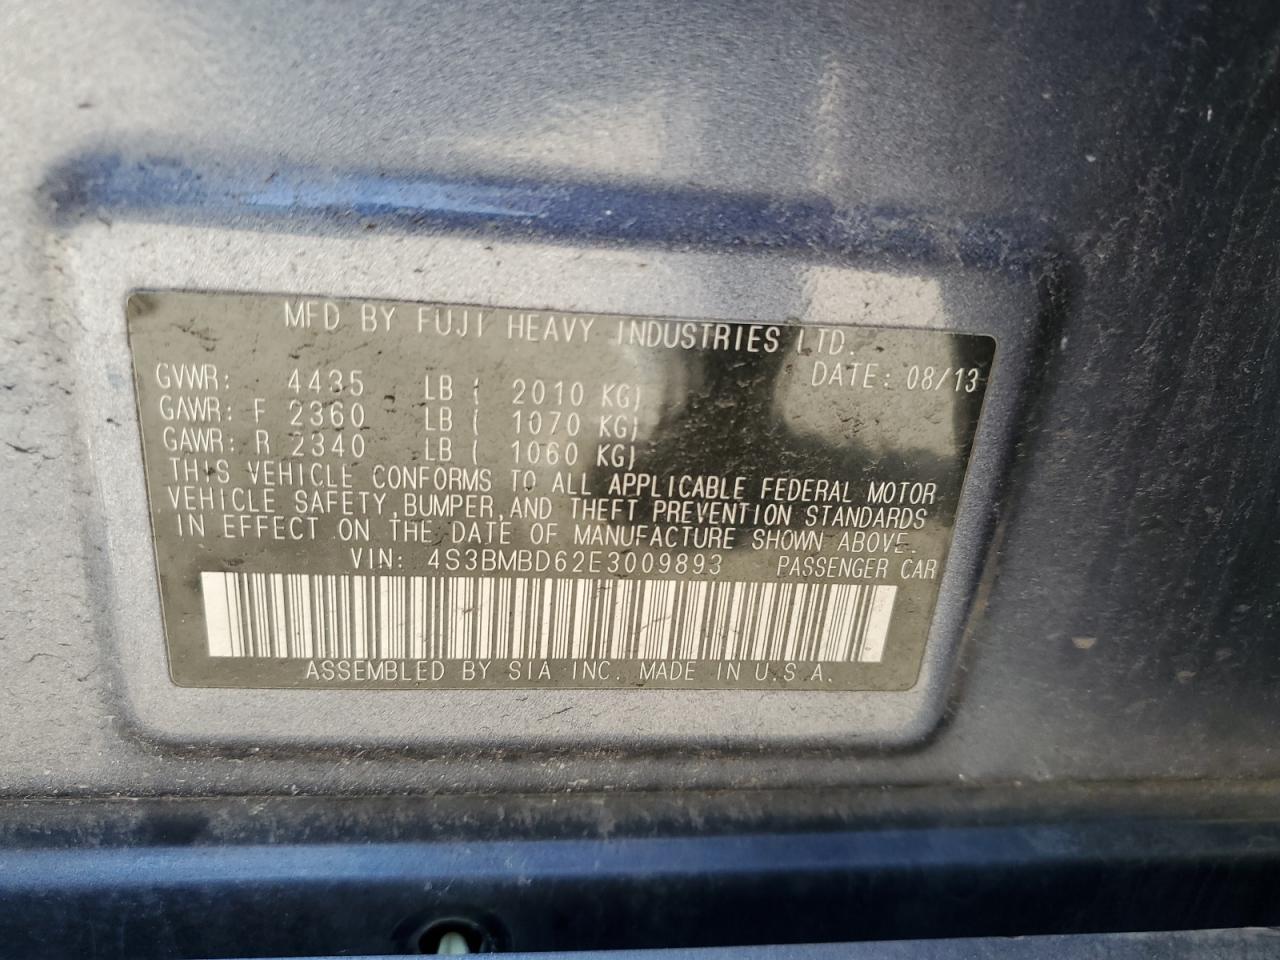 MFD BY FUJI HEAVY INDUSTRIES LTD.
DATE: 08/13
GVWR: 4435 LB ( 2010 KG)
GAWR: F 2360 LB ( 1070 KG)
GAWR: R 2340 LB ( 1060 KG)
THIS VEHICLE CONFORMS TO ALL APPLICABLE FEDERAL MOTOR
VEHICLE SAFETY, BUMPER, AND THEFT PREVENTION STANDARDS
IN EFFECT ON THE DATE OF MANUFACTURE SHOWN ABOVE.
VIN: 4S3BMBD62E3009893 PASSENGER CAR
ASSEMBLED BY SIA INC. MADE IN U.S.A.